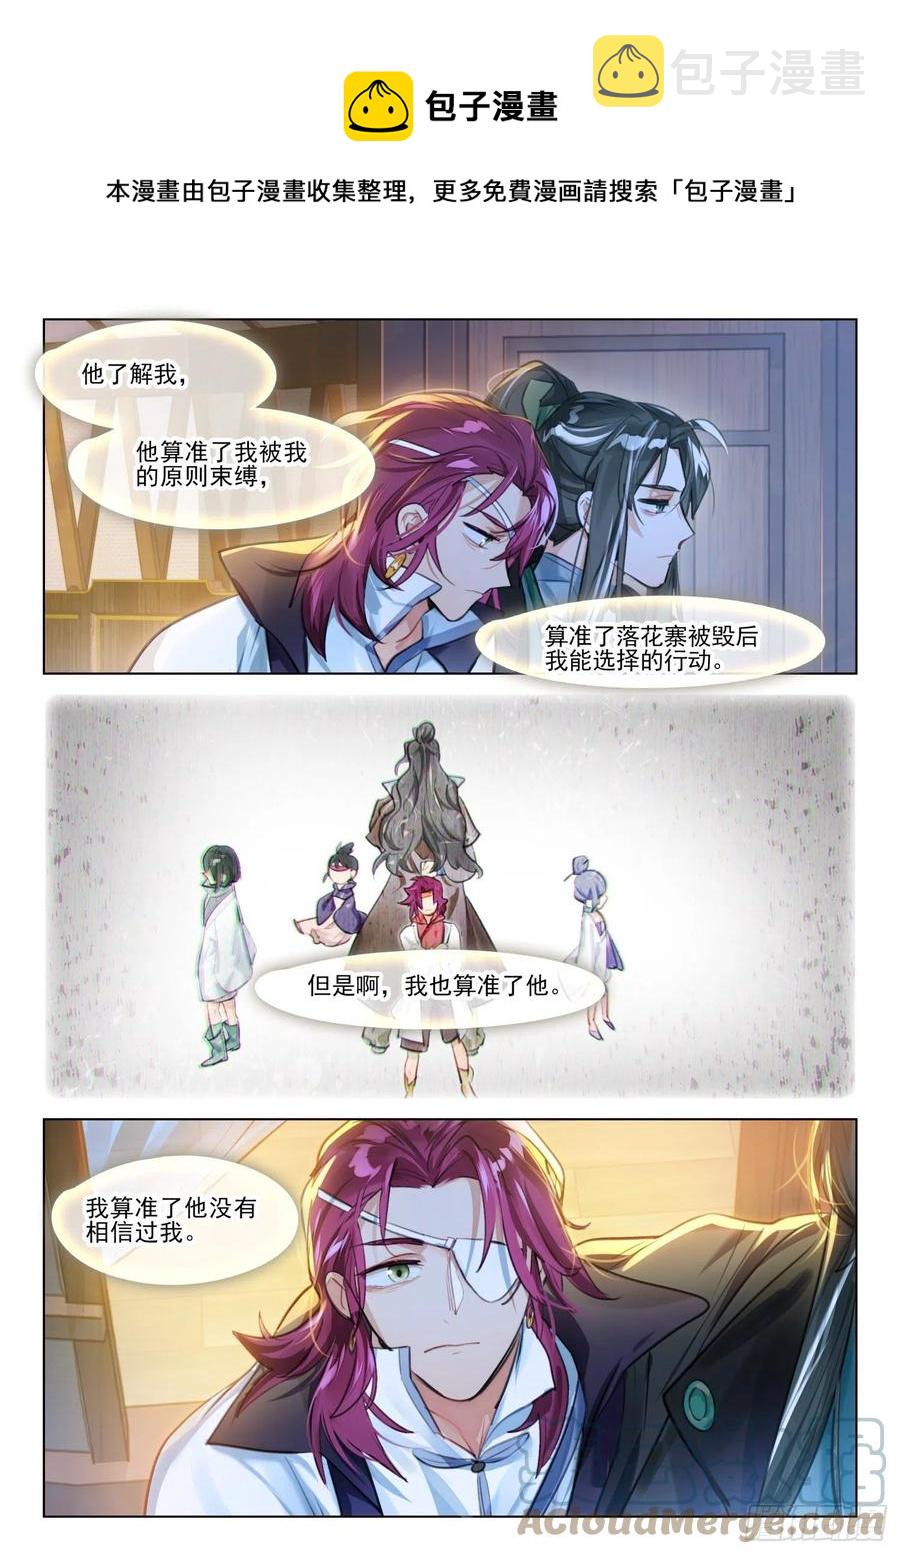 包子漫畫
包子漫畫
本漫畫由包子漫畫收集整理，更多免費漫画請搜索「包子漫畫」
他了解我，
他算准了我被我
的原则束缚，
算准了落花寨被毁后
我能选择的行动。
但是啊，我也算准了他。
我算准了他没有
相信过我。
ACloudMerge.com